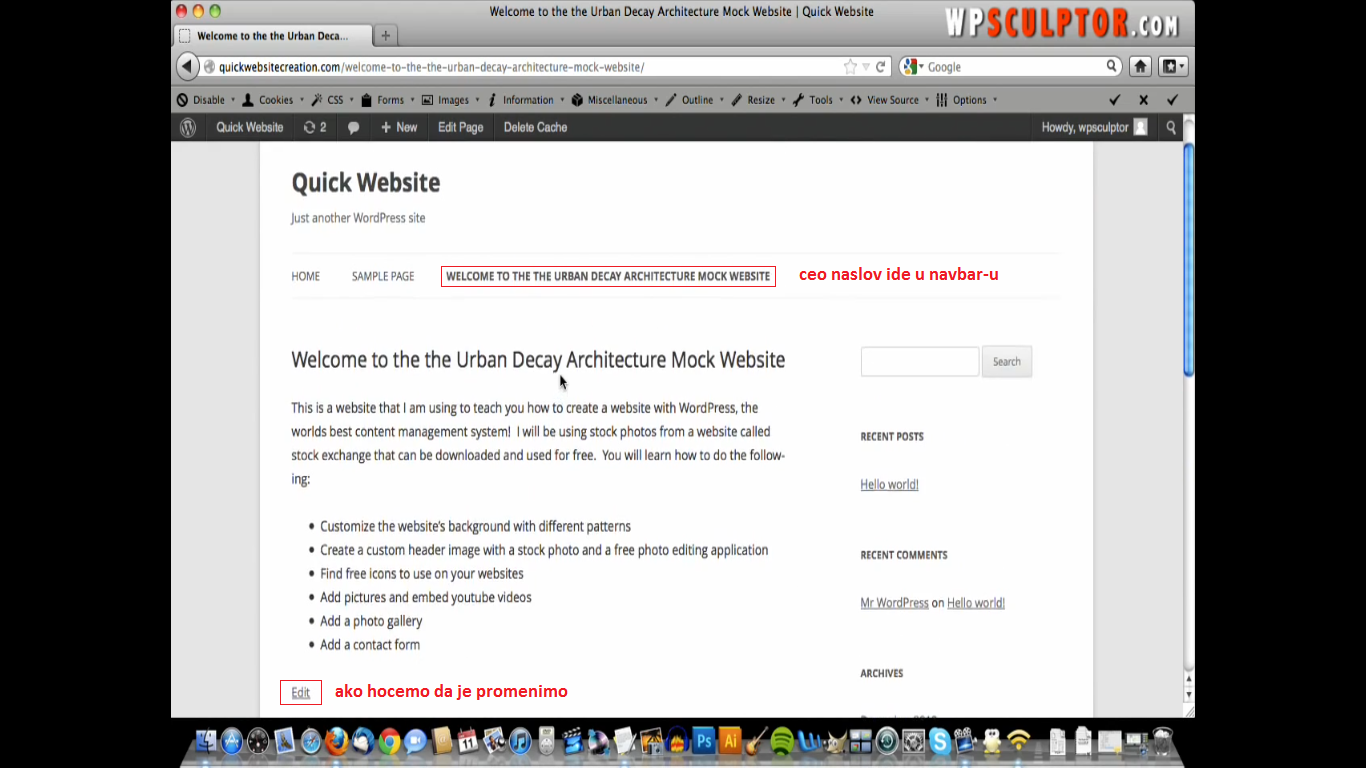 Welcome to the the Urban Decay Architecture Mock Website | Quick Website
WPSCULPTOR.COM
Welcome to the the Urban Deca...
quickwebsitecreation.com/welcome-to-the-the-urban-decay-architecture-mock-website/
Google
Disable Cookies CSS Forms Images Information Miscellaneous Outline Resize Tools View Source Options
Quick Website 2 + New Edit Page Delete Cache Howdy, wpsculptor
Quick Website
Just another WordPress site
HOME SAMPLE PAGE WELCOME TO THE THE URBAN DECAY ARCHITECTURE MOCK WEBSITE ceo naslov ide u navbar-u
Welcome to the the Urban Decay Architecture Mock Website
Search
This is a website that I am using to teach you how to create a website with WordPress, the
worlds best content management system! I will be using stock photos from a website called
stock exchange that can be downloaded and used for free. You will learn how to do the follow-
ing:
• Customize the website's background with different patterns
• Create a custom header image with a stock photo and a free photo editing application
• Find free icons to use on your websites
• Add pictures and embed youtube videos
• Add a photo gallery
• Add a contact form
Edit ako hocemo da je promenimo
RECENT POSTS
Hello world!
RECENT COMMENTS
Mr WordPress on Hello world!
ARCHIVES
11
Ps
Ai